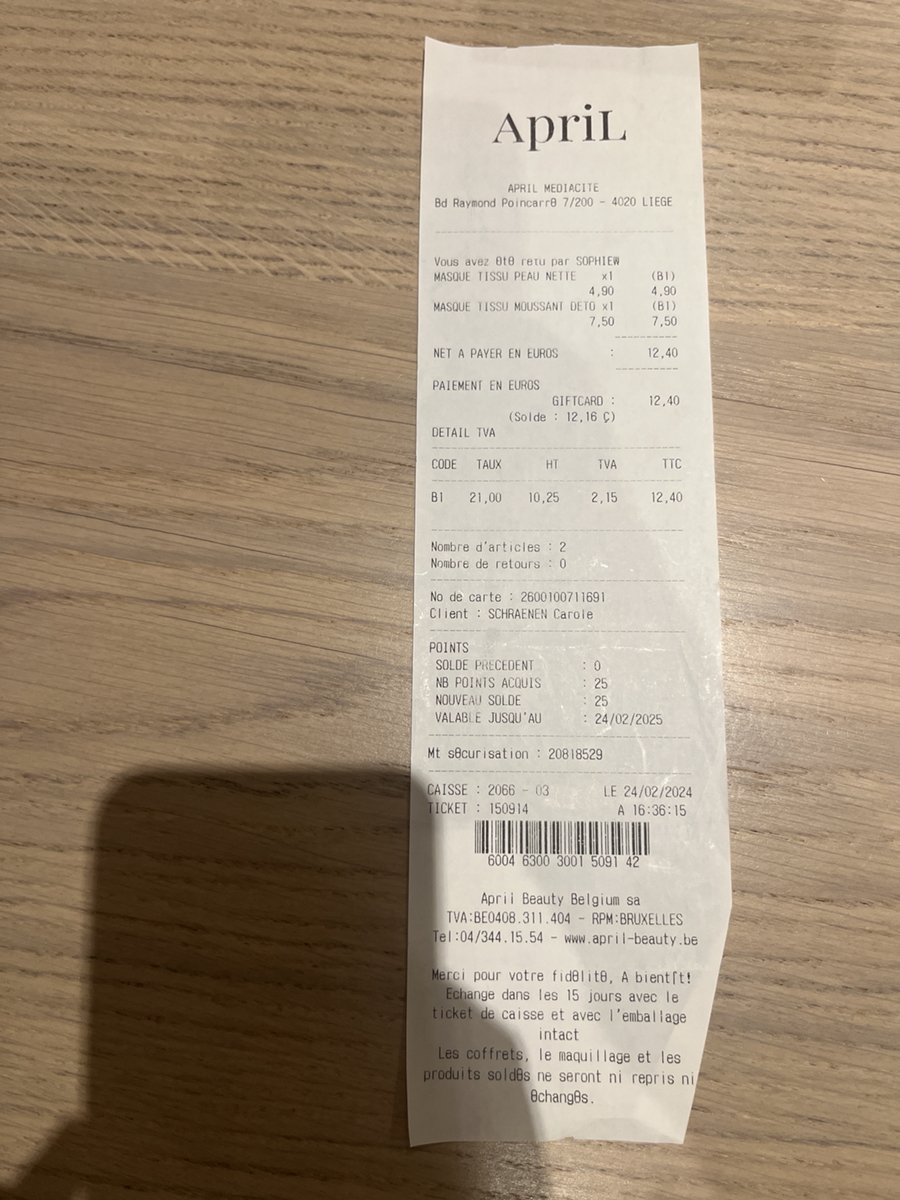 ApriL
APRIL MEDIACITE
Bd Raymond Poincarr0 7/200 - 4020 LIEGE
Vous avez 0t0 retu par SOPHIEW
MASQUE TISSU PEAU NETTE x1 (B1)
4,90 4,90
MASQUE TISSU MOUSSANT DETO x1 (B1)
7,50 7,50
NET A PAYER EN EUROS : 12,40
PAIEMENT EN EUROS
GIFTCARD : 12,40
(Solde : 12,16 Ç)
DETAIL TVA
CODE TAUX HT TVA TTC
B1 21,00 10,25 2,15 12,40
Nombre d'articles : 2
Nombre de retours : 0
No de carte : 2600100711691
Client : SCHRAENEN Carole
POINTS
SOLDE PRECEDENT : 0
NB POINTS ACQUIS : 25
NOUVEAU SOLDE : 25
VALABLE JUSQU'AU : 24/02/2025
Mt s0curisation : 20818529
CAISSE : 2066 - 03 LE 24/02/2024
TICKET : 150914 A 16:36:15
6004 6300 3001 5091 42
April Beauty Belgium sa
TVA:BE0408.311.404 - RPM:BRUXELLES
Tel:04/344.15.54 - www.april-beauty.be
Merci pour votre fid0lit0, A bient⌠t!
Echange dans les 15 jours avec le
ticket de caisse et avec l'emballage
intact
Les coffrets, le maquillage et les
produits sold0s ne seront ni repris ni
0chang0s.